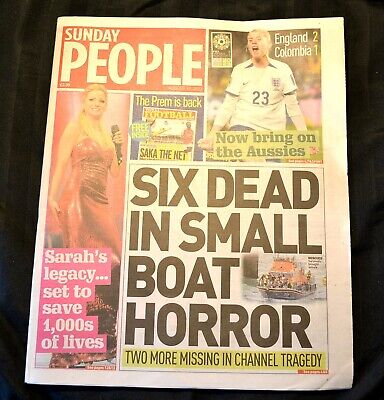 SUNDAY
PEOPLE
England 2
Colombia 1
23
The Prem is back
FREE
FOOTBALL
SAKA THE NET
Now bring on
the Aussies
SIX DEAD
IN SMALL
BOAT
HORROR
Sarah's
legacy...
set to
save
1,000s
of lives
TWO MORE MISSING IN CHANNEL TRAGEDY